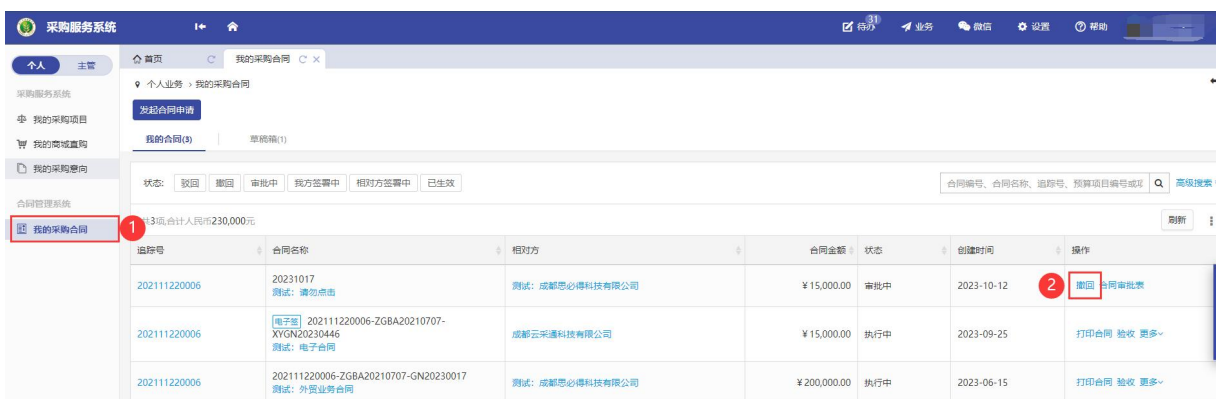 采购服务系统 待办 31 业务 微信 设置 帮助
个人 主管 首页 我的采购合同
采购服务系统 个人业务 > 我的采购合同
我的采购项目 发起合同申请
我的商城直购 我的合同(3) 草稿箱(1)
我的采购意向 状态: 驳回 撤回 审批中 我方签署中 相对方签署中 已生效 合同编号、合同名称、追踪号、预算项目编号或项 高级搜索
合同管理系统
我的采购合同 1 共3项,合计人民币230,000元 刷新
追踪号 合同名称 相对方 合同金额 状态 创建时间 操作
202111220006 20231017 测试:成都思必得科技有限公司 ¥15,000.00 审批中 2023-10-12 2 撤回 合同审批表
测试:请勿点击
202111220006 电子签 202111220006-ZGBA20210707-XYGN20230446 成都云采通科技有限公司 ¥15,000.00 执行中 2023-09-25 打印合同 验收 更多
测试:电子合同
202111220006 202111220006-ZGBA20210707-GN20230017 测试:成都思必得科技有限公司 ¥200,000.00 执行中 2023-06-15 打印合同 验收 更多
测试:外贸业务合同